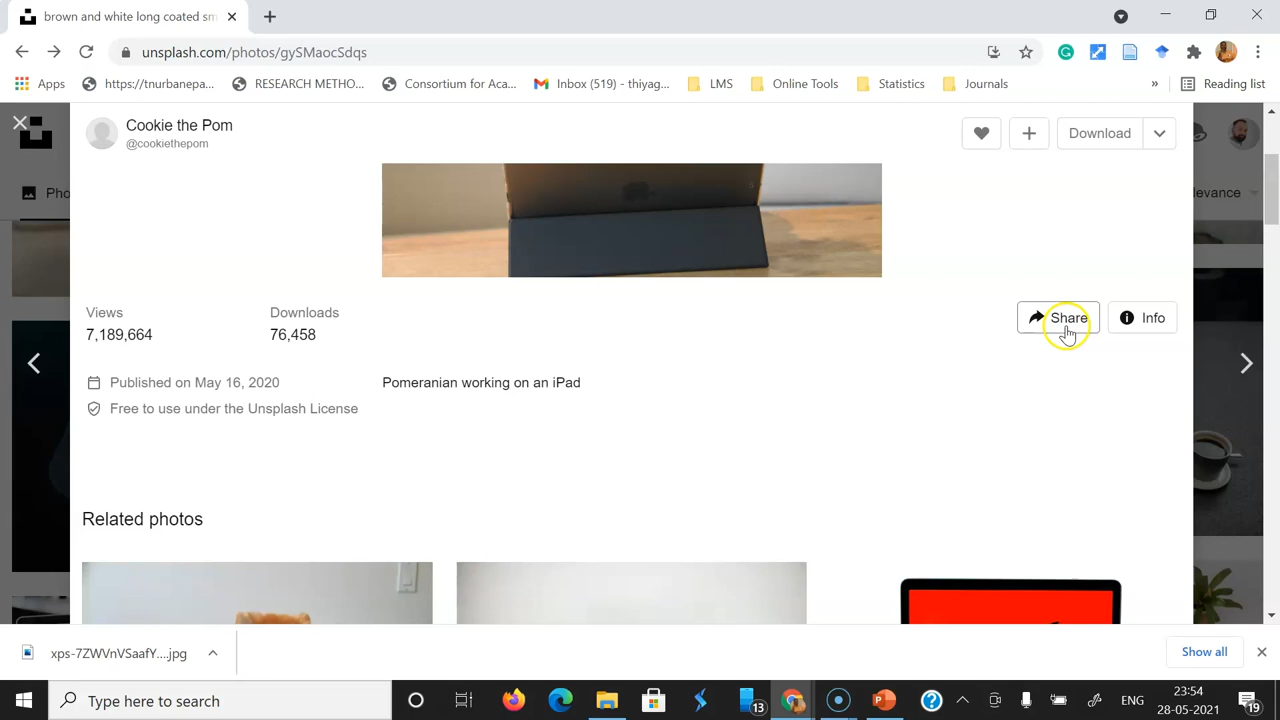 brown and white long coated sm
unsplash.com/photos/gySMaocSdqs
Apps https://tnurbanepa... RESEARCH METHO... Consortium for Aca... Inbox (519) - thiyag... LMS Online Tools Statistics Journals » Reading list
Cookie the Pom
@cookiethepom
Download
Pho
levance
Views Downloads
7,189,664 76,458
Share Info
Published on May 16, 2020 Pomeranian working on an iPad
Free to use under the Unsplash License
Related photos
xps-7ZWVnVSaafY....jpg Show all
Type here to search
13
ENG
23:54
28-05-2021
19